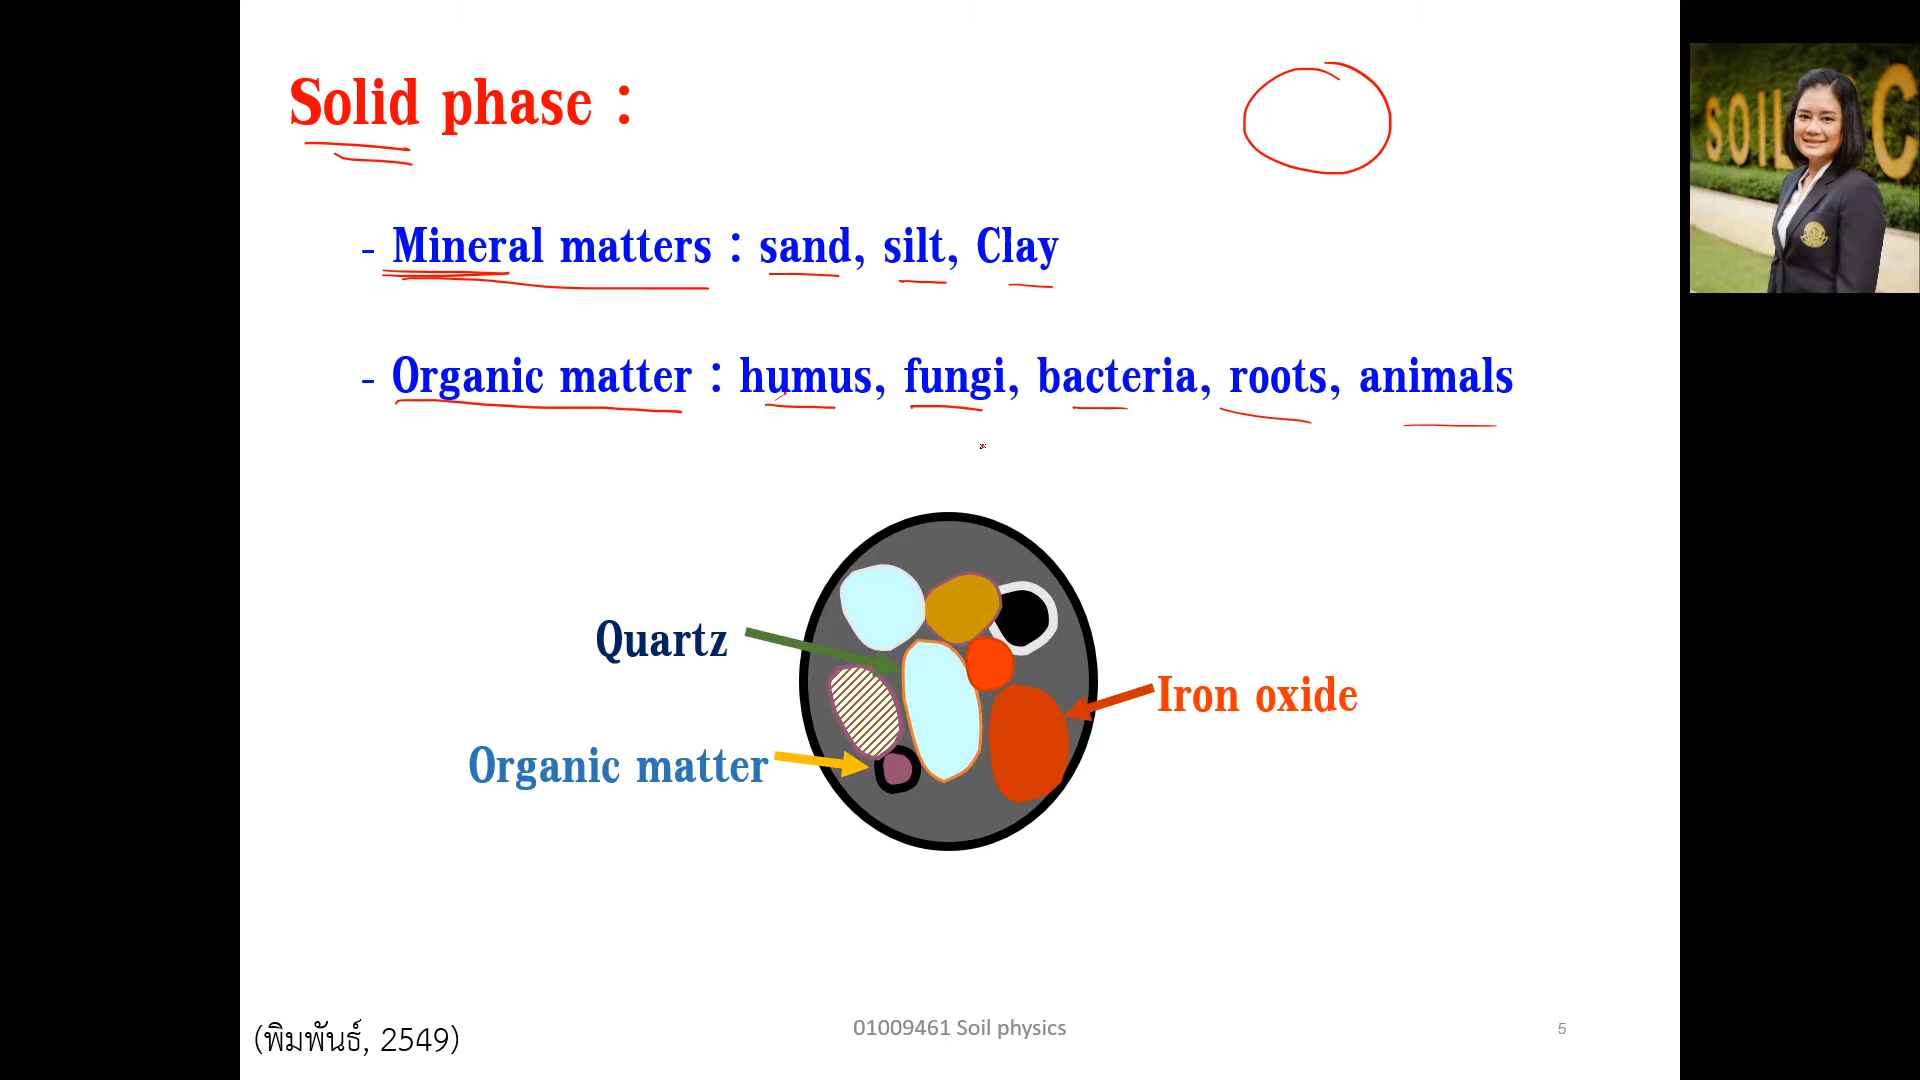 Solid phase :
- Mineral matters : sand, silt, Clay
- Organic matter : humus, fungi, bacteria, roots, animals
Quartz
Iron oxide
Organic matter
(พิมพันธ์, 2549)
01009461 Soil physics
5
SOIL
C